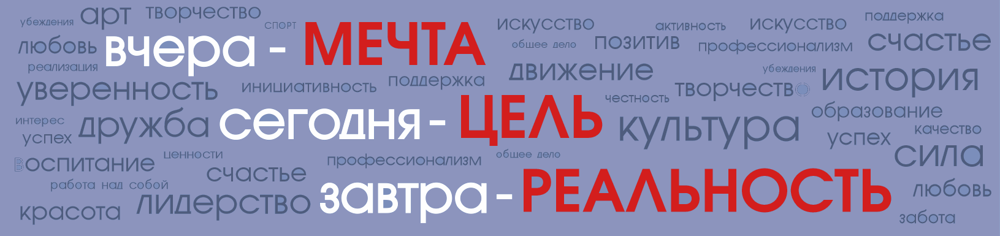 убеждения арт творчество спорт искусство активность искусство поддержка
любовь вчера - МЕЧТА общее дело позитив профессионализм счастье
реализация движение убеждения история
уверенность инициативность поддержка честность творчество
интерес дружба сегодня - ЦЕЛЬ культура образование
успех успех качество
ценности общее дело сила
воспитание счастье профессионализм
работа над собой завтра - РЕАЛЬНОСТЬ любовь
красота лидерство забота